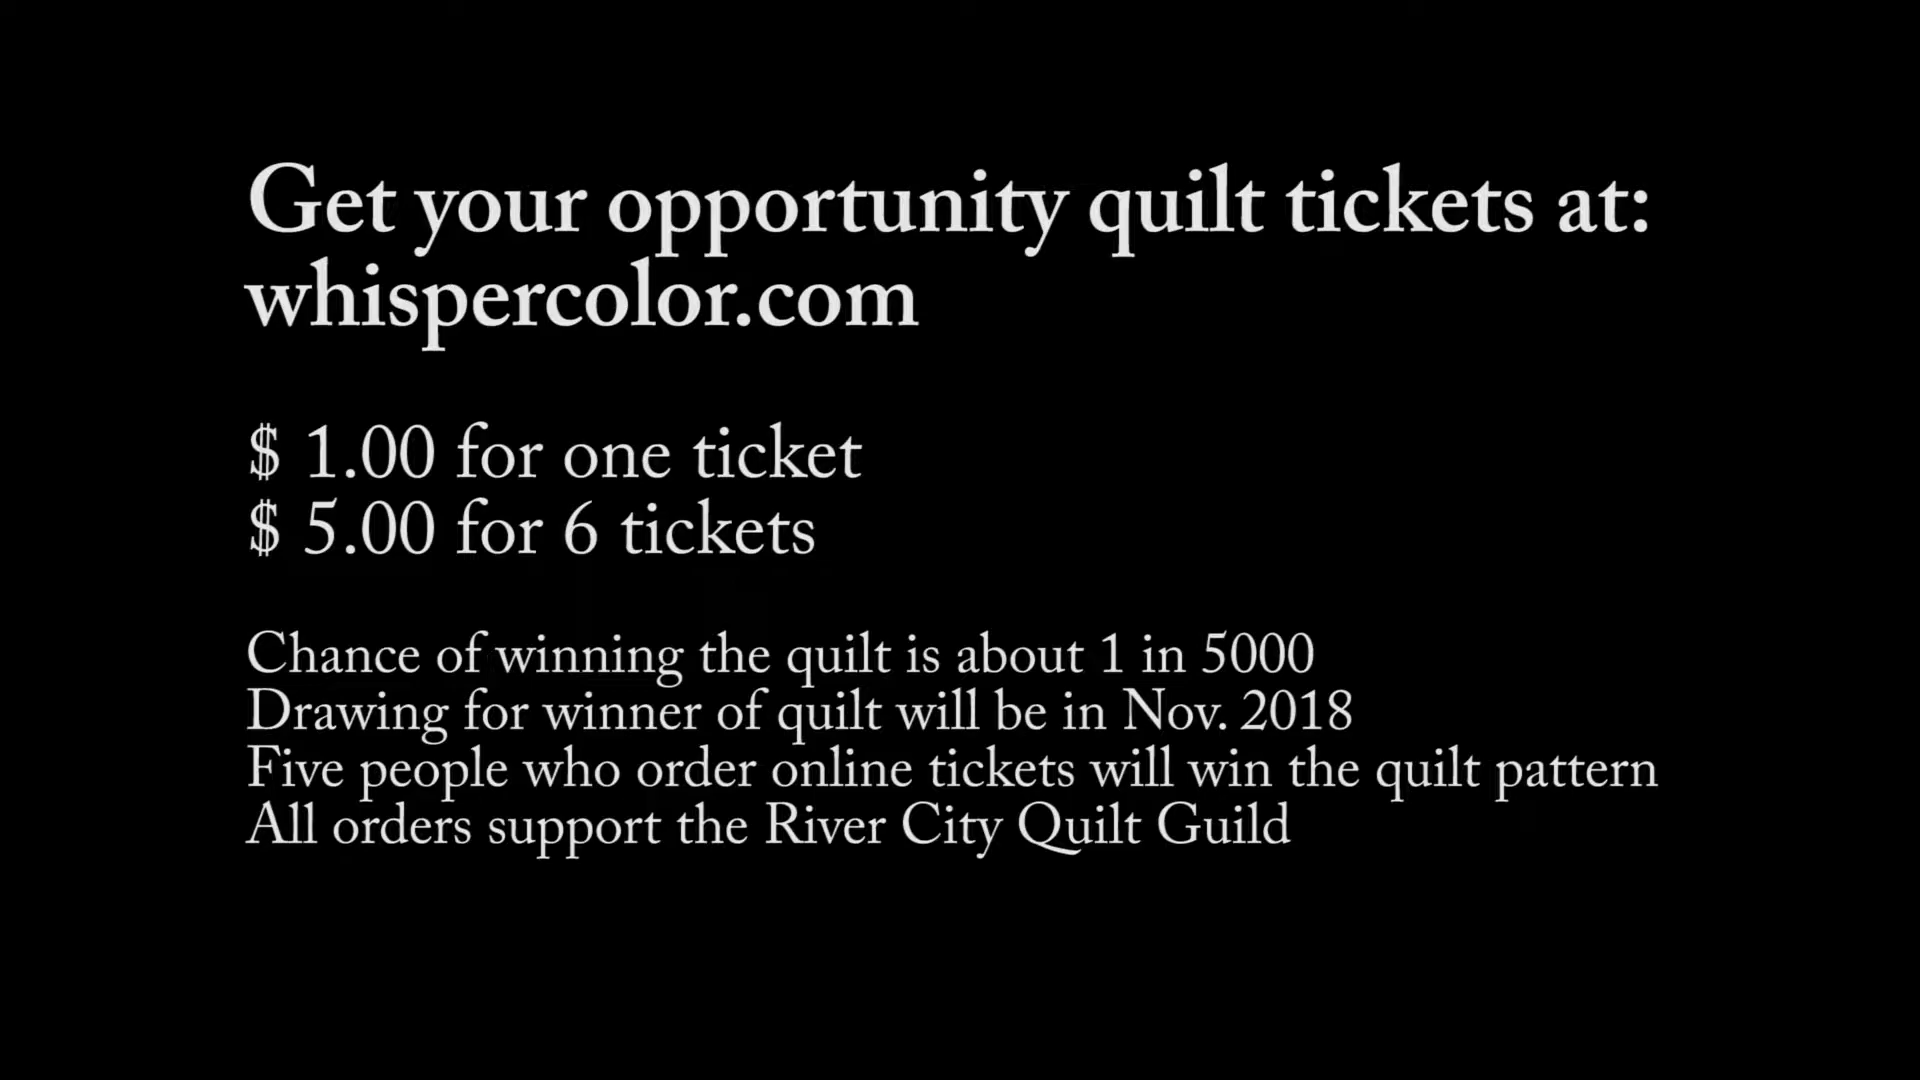 Get your opportunity quilt tickets at:
whispercolor.com
$ 1.00 for one ticket
$ 5.00 for 6 tickets
Chance of winning the quilt is about 1 in 5000
Drawing for winner of quilt will be in Nov. 2018
Five people who order online tickets will win the quilt pattern
All orders support the River City Quilt Guild